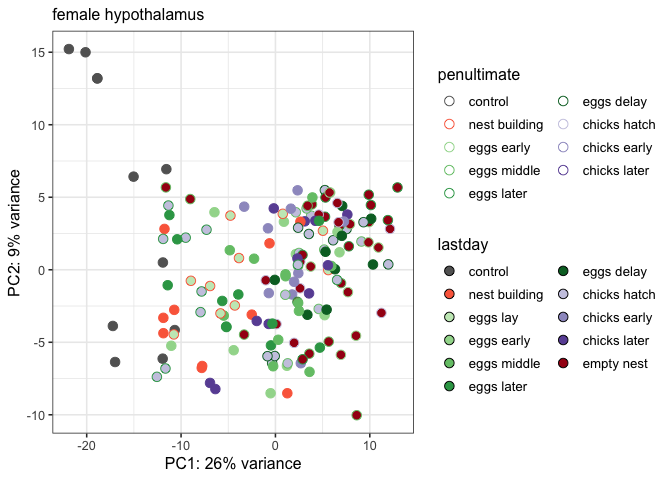 female hypothalamus
15
10
5
0
-5
-10
PC2: 9% variance
-20
-10
0
10
PC1: 26% variance
penultimate
control
nest building
eggs early
eggs middle
eggs later
eggs delay
chicks hatch
chicks early
chicks later
lastday
control
nest building
eggs lay
eggs early
eggs middle
eggs later
eggs delay
chicks hatch
chicks early
chicks later
empty nest